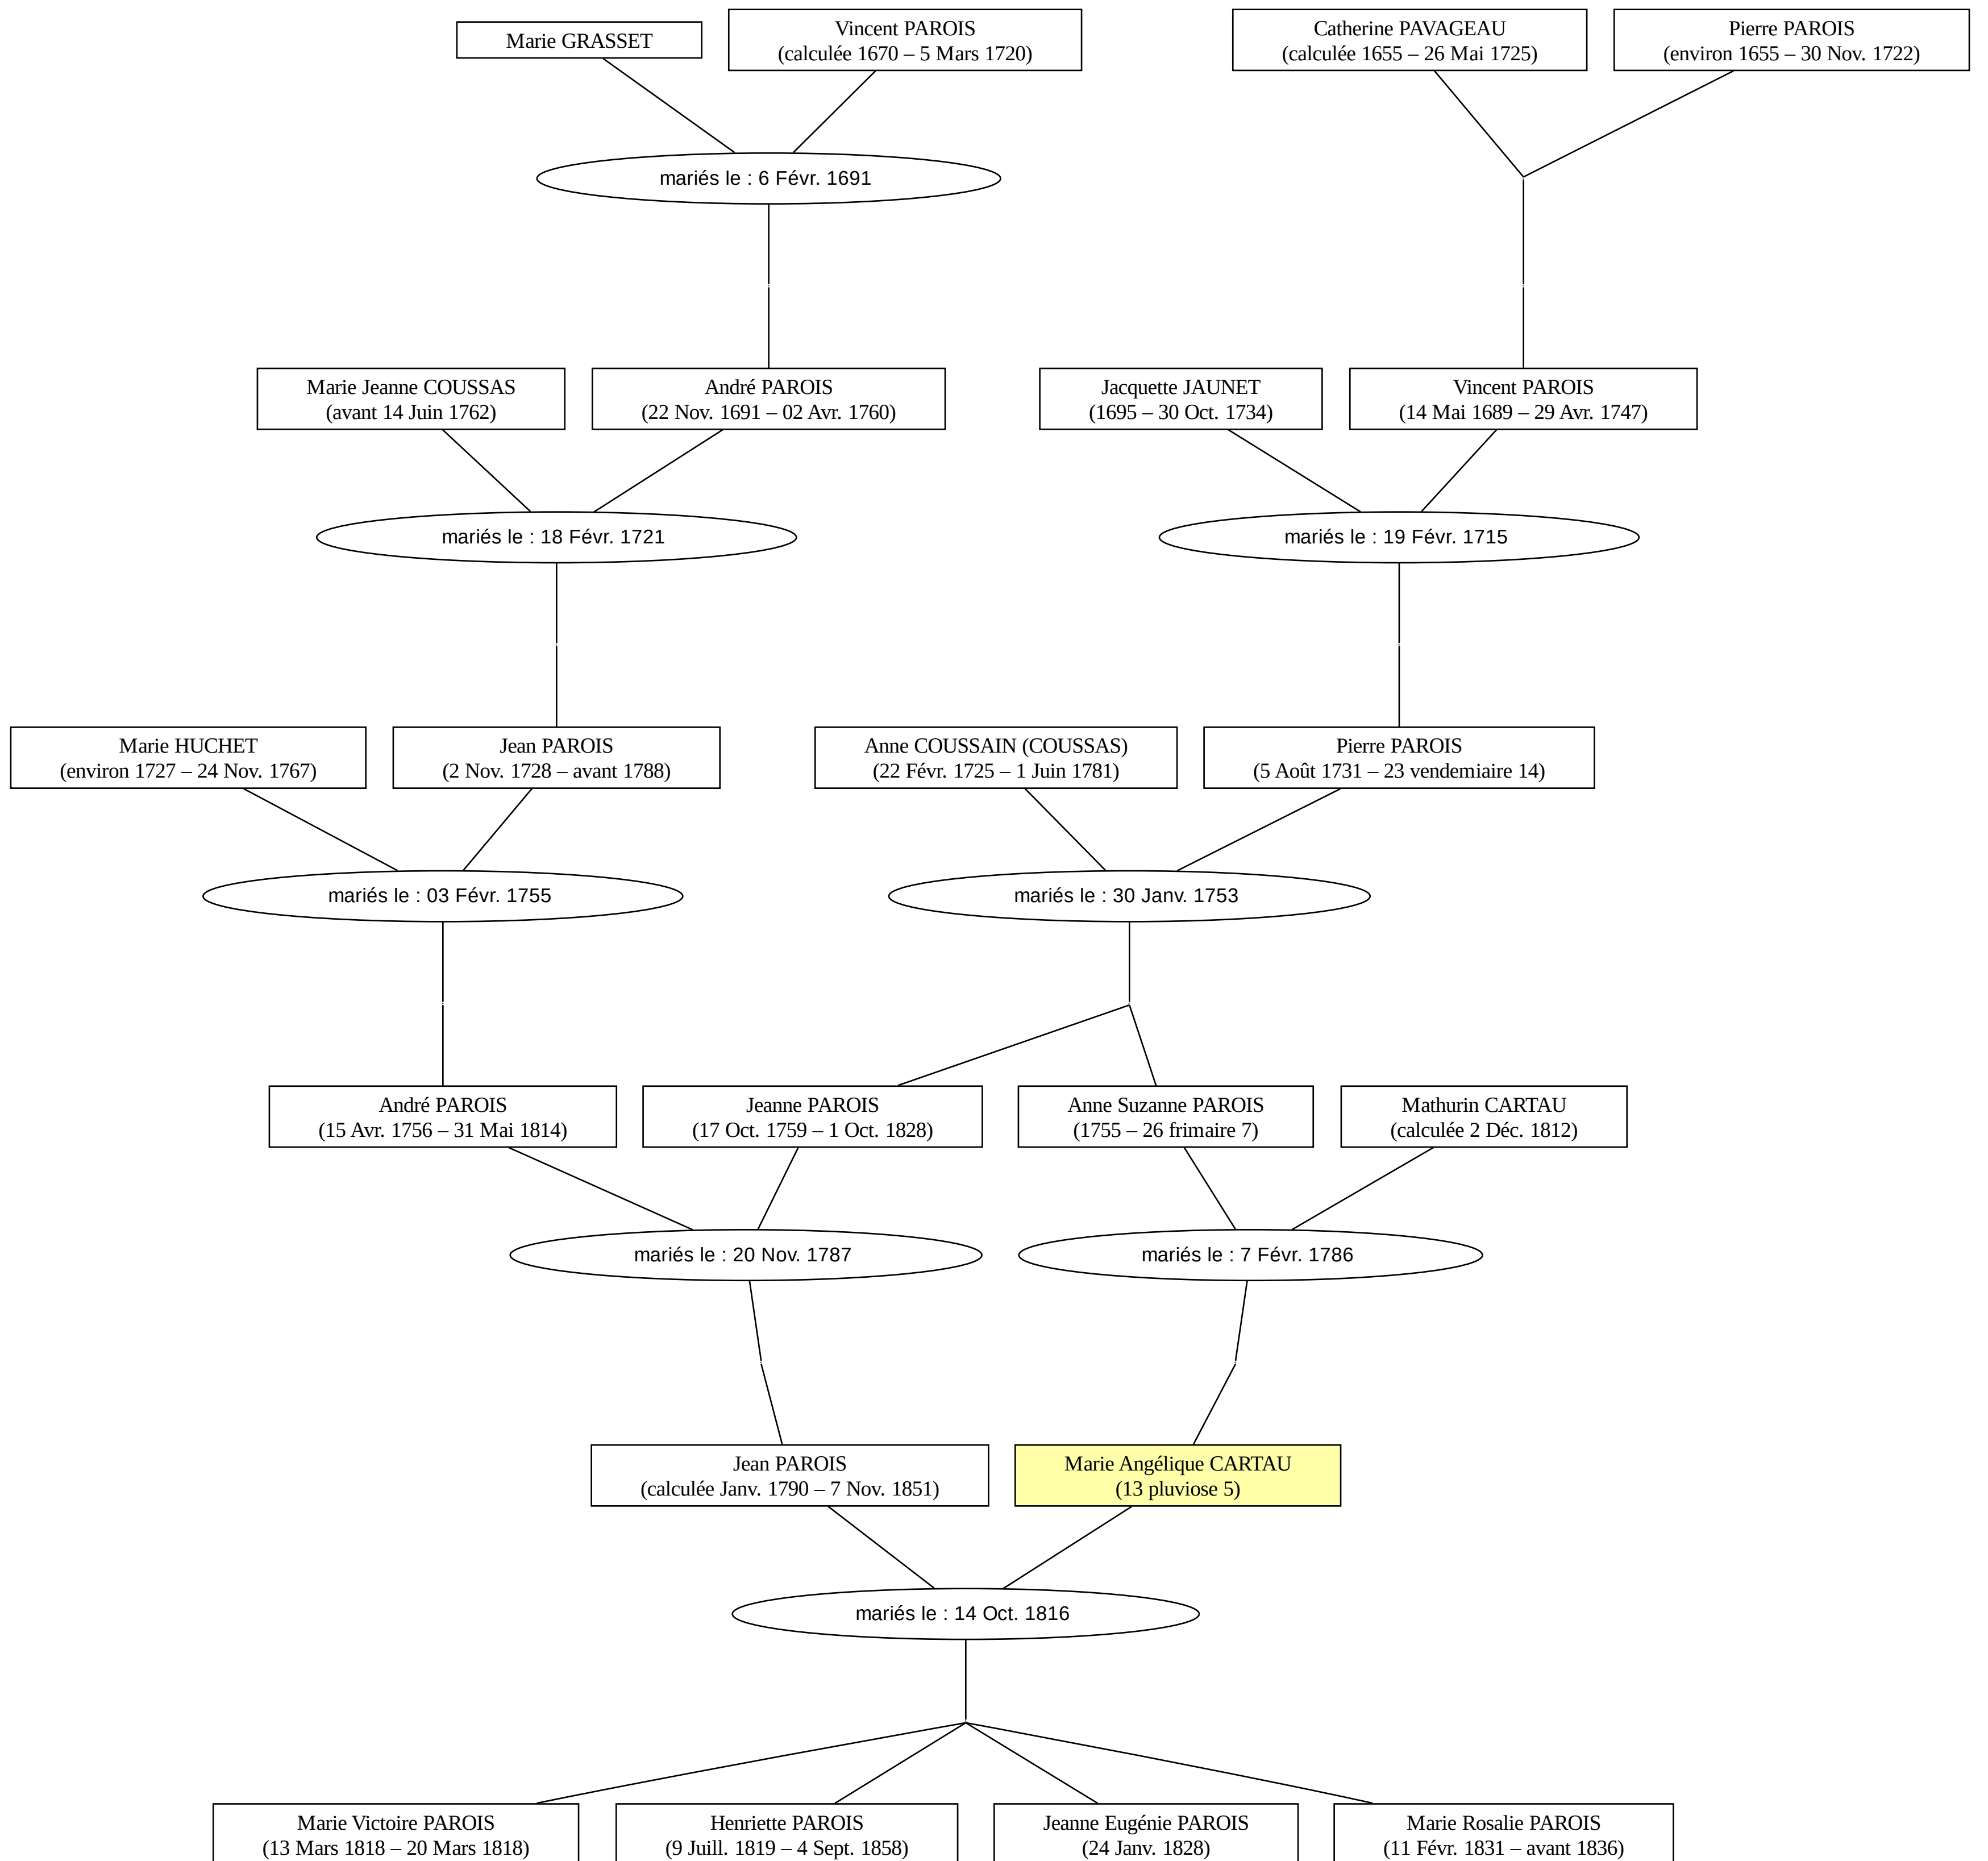 Marie GRASSET
Vincent PAROIS
(calculée 1670 – 5 Mars 1720)
Catherine PAVAGEAU
(calculée 1655 – 26 Mai 1725)
Pierre PAROIS
(environ 1655 – 30 Nov. 1722)
mariés le : 6 Févr. 1691
Marie Jeanne COUSSAS
(avant 14 Juin 1762)
André PAROIS
(22 Nov. 1691 – 02 Avr. 1760)
Jacquette JAUNET
(1695 – 30 Oct. 1734)
Vincent PAROIS
(14 Mai 1689 – 29 Avr. 1747)
mariés le : 18 Févr. 1721
mariés le : 19 Févr. 1715
Marie HUCHET
(environ 1727 – 24 Nov. 1767)
Jean PAROIS
(2 Nov. 1728 – avant 1788)
Anne COUSSAIN (COUSSAS)
(22 Févr. 1725 – 1 Juin 1781)
Pierre PAROIS
(5 Août 1731 – 23 vendemiaire 14)
mariés le : 03 Févr. 1755
mariés le : 30 Janv. 1753
André PAROIS
(15 Avr. 1756 – 31 Mai 1814)
Jeanne PAROIS
(17 Oct. 1759 – 1 Oct. 1828)
Anne Suzanne PAROIS
(1755 – 26 frimaire 7)
Mathurin CARTAU
(calculée 2 Déc. 1812)
mariés le : 20 Nov. 1787
mariés le : 7 Févr. 1786
Jean PAROIS
(calculée Janv. 1790 – 7 Nov. 1851)
Marie Angélique CARTAU
(13 pluviose 5)
mariés le : 14 Oct. 1816
Marie Victoire PAROIS
(13 Mars 1818 – 20 Mars 1818)
Henriette PAROIS
(9 Juill. 1819 – 4 Sept. 1858)
Jeanne Eugénie PAROIS
(24 Janv. 1828)
Marie Rosalie PAROIS
(11 Févr. 1831 – avant 1836)